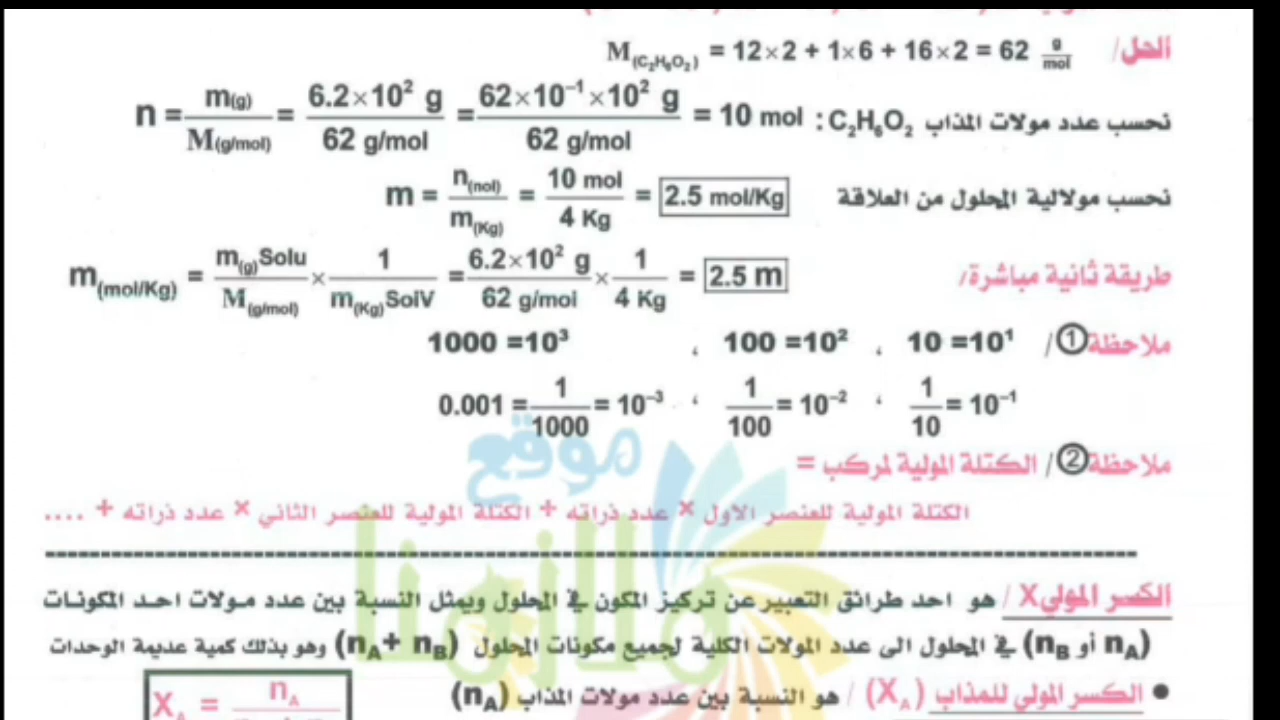 الحل/ M(C₂H₆O₂) = 12×2 + 1×6 + 16×2 = 62 g/mol
نحسب عدد مولات المذاب C₂H₆O₂ : n = m(g)/M(g/mol) = 6.2×10² g/62 g/mol = 62×10⁻¹×10² g/62 g/mol = 10 mol
نحسب مولالية المحلول من العلاقة m = n(nol)/m(Kg) = 10 mol/4 Kg = 2.5 mol/Kg
طريقة ثانية مباشرة/ m(mol/Kg) = m(g)Solu/M(g/mol) × 1/m(Kg)SolV = 6.2×10² g/62 g/mol × 1/4 Kg = 2.5 m
ملاحظة①/ 10 =10¹ ، 100 =10² ، 1000 =10³
1/10 = 10⁻¹ ، 1/100 = 10⁻² ، 0.001 = 1/1000 = 10⁻³
ملاحظة②/ الكتلة المولية لمركب =
الكتلة المولية للعنصر الاول × عدد ذراته + الكتلة المولية للعنصر الثاني × عدد ذراته + ....
موقع
ملازمنا
الكسر المولي X / هو احد طرائق التعبير عن تركيز المكون في المحلول ويمثل النسبة بين عدد مولات احد المكونات
(nA أو nB) في المحلول الى عدد المولات الكلية لجميع مكونات المحلول (nA + nB) وهو بذلك كمية عديمة الوحدات
● الكسر المولي للمذاب (XA) / هو النسبة بين عدد مولات المذاب (nA)
XA = nA